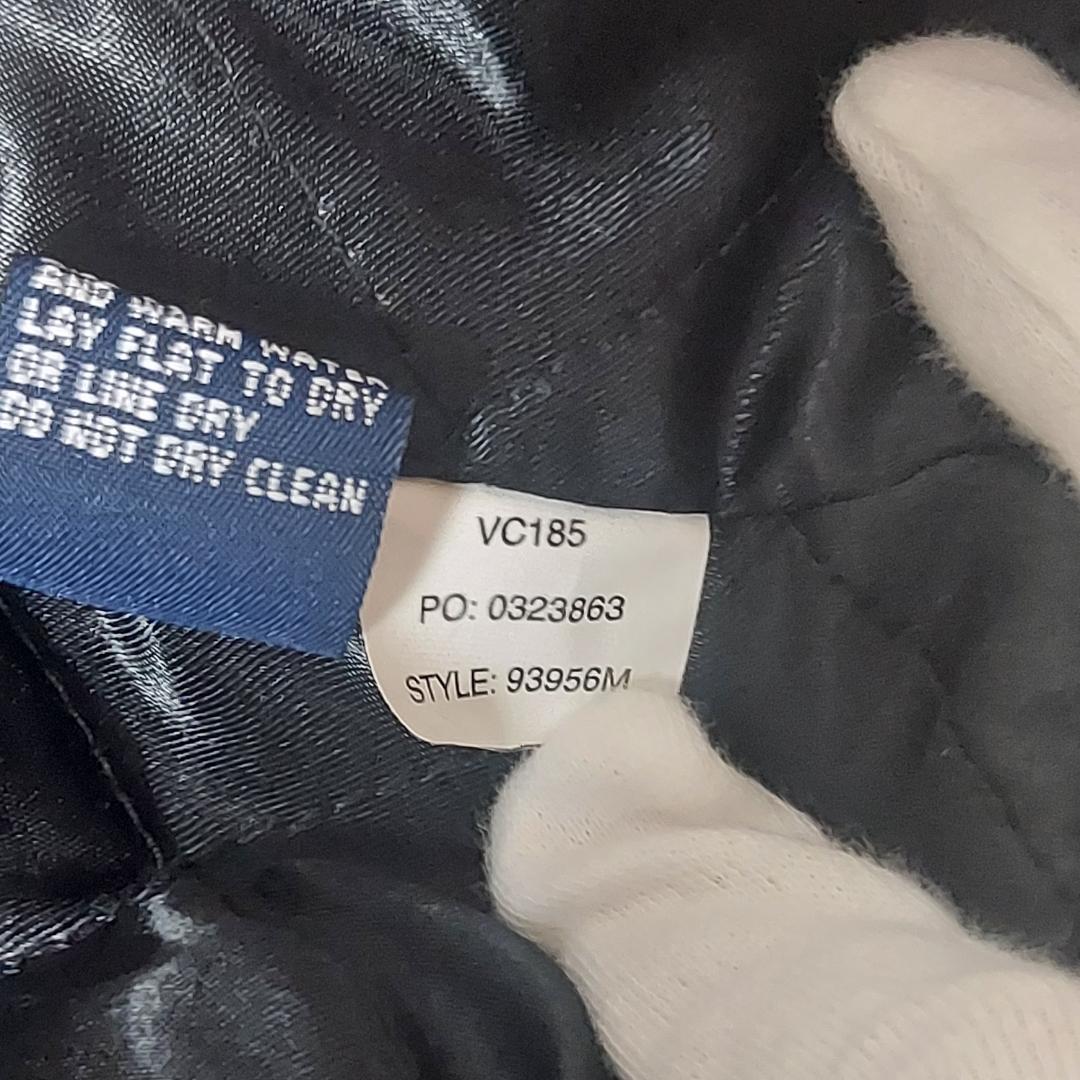 AND WARM WATER
LAY FLAT TO DRY
OR LINE DRY
DO NOT DRY CLEAN
VC185
PO: 0323863
STYLE: 93956M